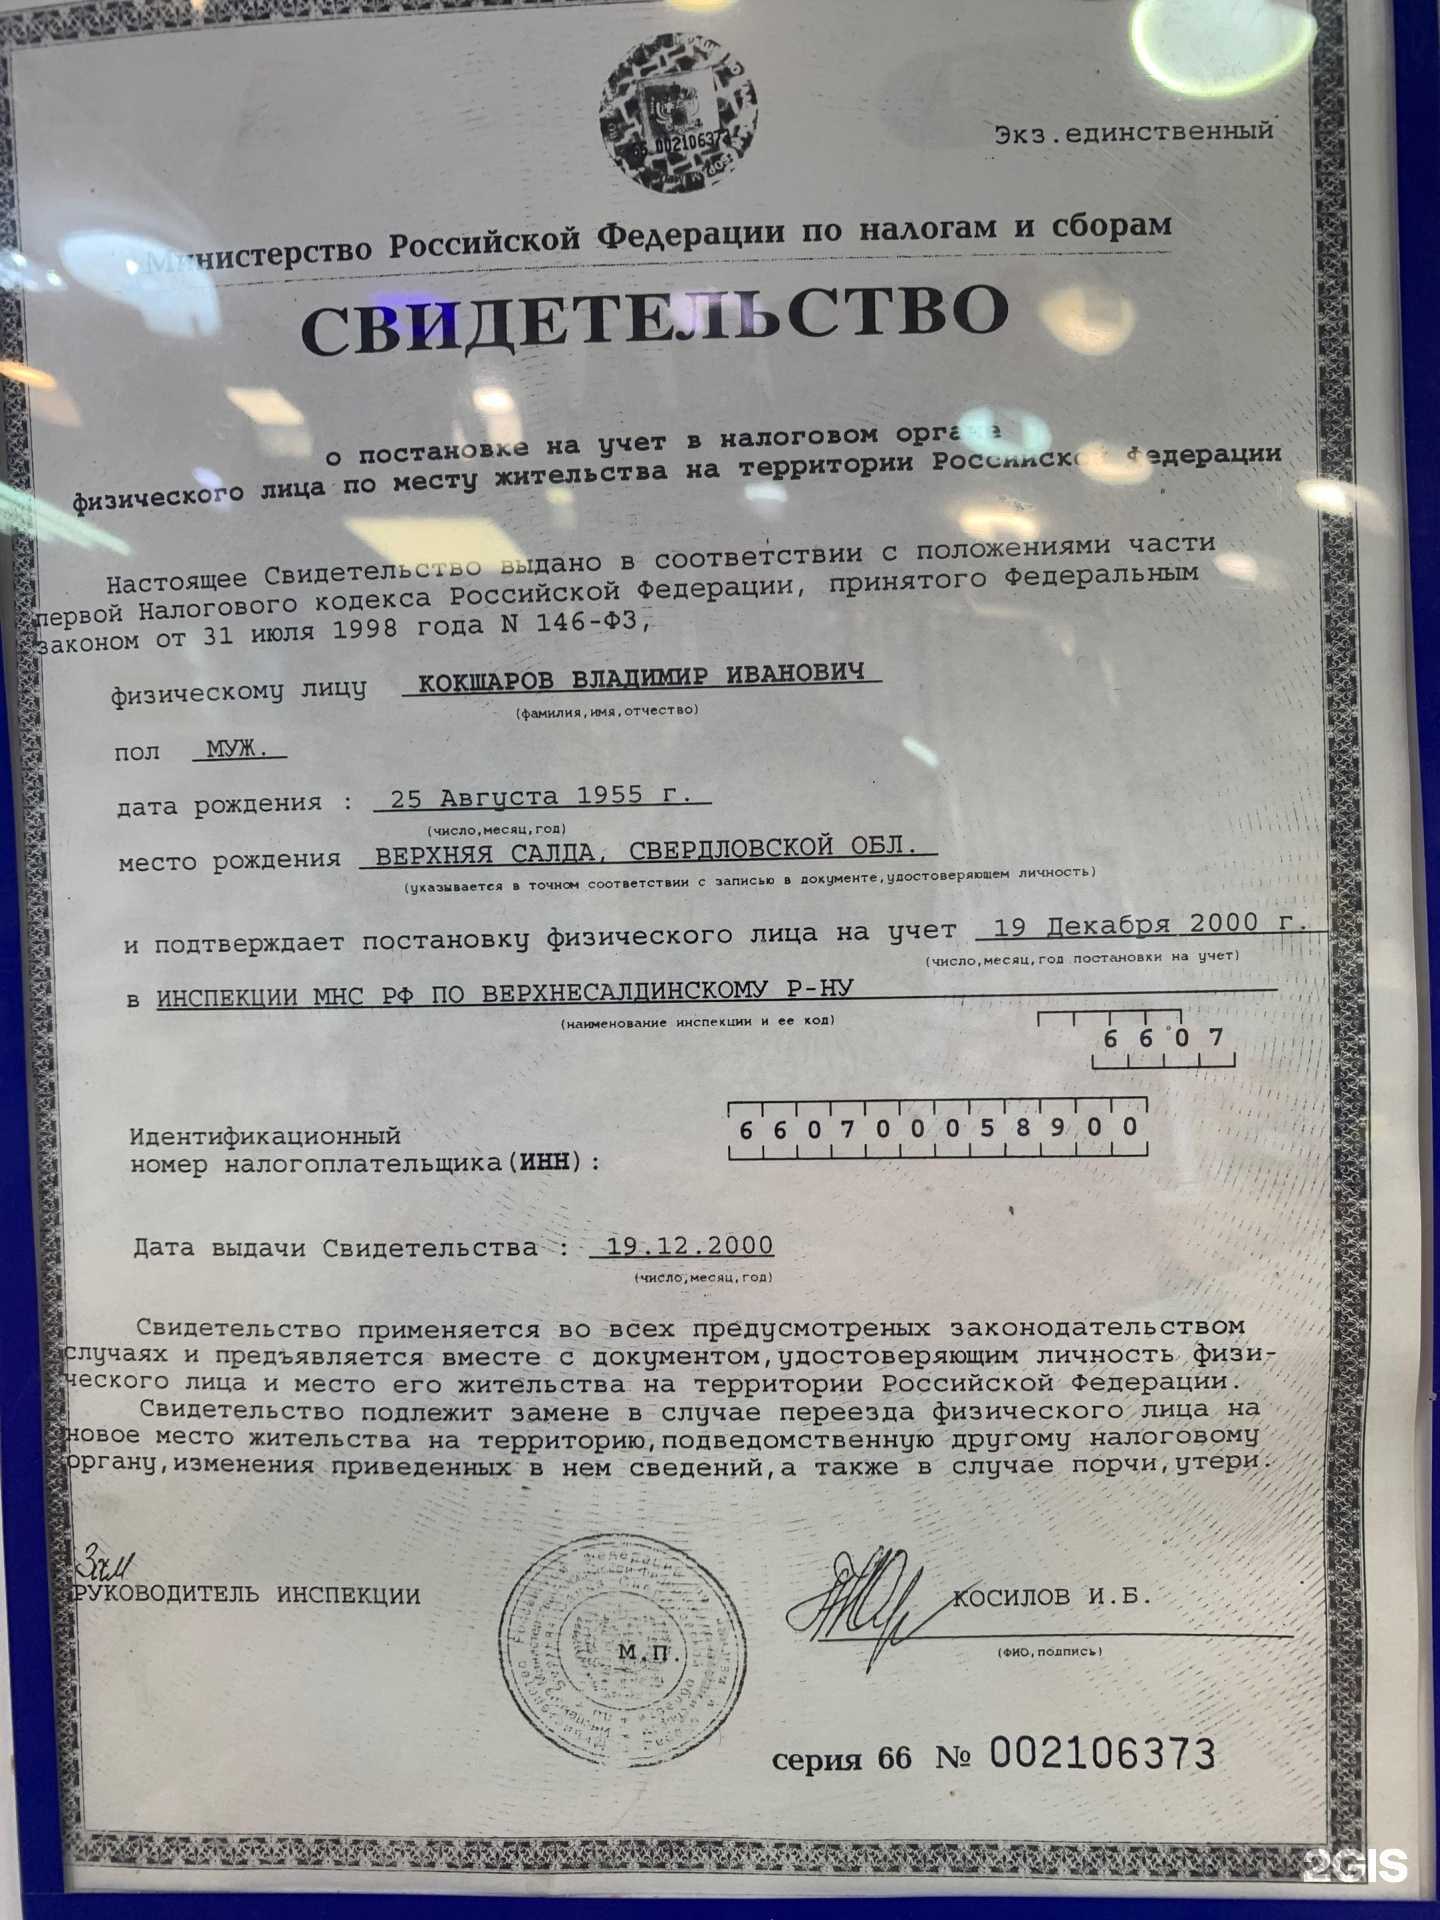 002106373
Экз.единственный
Министерство Российской Федерации по налогам и сборам
СВИДЕТЕЛЬСТВО
о постановке на учет в налоговом органе
физического лица по месту жительства на территории Российской Федерации
Настоящее Свидетельство выдано в соответствии с положениями части
первой Налогового кодекса Российской Федерации, принятого Федеральным
законом от 31 июля 1998 года N 146-ФЗ,
физическому лицу КОКШАРОВ ВЛАДИМИР ИВАНОВИЧ
(фамилия,имя,отчество)
пол МУЖ.
дата рождения : 25 Августа 1955 г.
(число,месяц,год)
место рождения ВЕРХНЯЯ САЛДА, СВЕРДЛОВСКОЙ ОБЛ.
(указывается в точном соответствии с записью в документе,удостоверяющем личность)
и подтверждает постановку физического лица на учет 19 Декабря 2000 г.
(число,месяц,год постановки на учет)
в ИНСПЕКЦИИ МНС РФ ПО ВЕРХНЕСАЛДИНСКОМУ Р-НУ
(наименование инспекции и ее код)
6607
Идентификационный
номер налогоплательщика(ИНН): 660700058900
Дата выдачи Свидетельства : 19.12.2000
(число,месяц,год)
Свидетельство применяется во всех предусмотреных законодательством
случаях и предъявляется вместе с документом,удостоверяющим личность физи-
ческого лица и место его жительства на территории Российской Федерации.
Свидетельство подлежит замене в случае переезда физического лица на
новое место жительства на территорию,подведомственную другому налоговому
органу,изменения приведенных в нем сведений,а также в случае порчи,утери.
Зам
РУКОВОДИТЕЛЬ ИНСПЕКЦИИ
М.П.
КОСИЛОВ И.Б.
(ФИО,подпись)
серия 66 № 002106373
2GIS